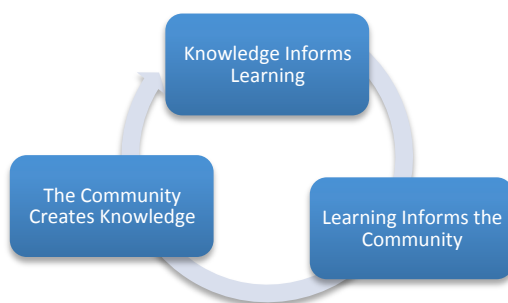 Knowledge Informs
Learning
Learning Informs the
Community
The Community
Creates Knowledge